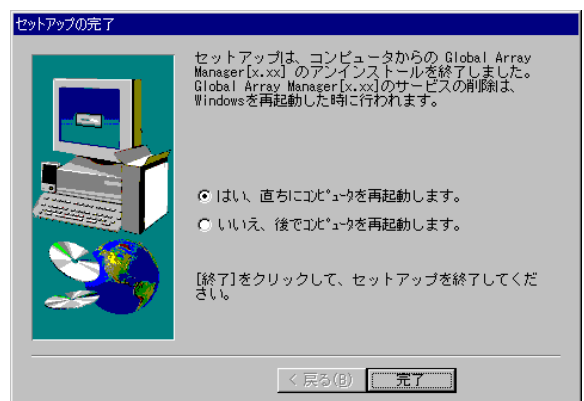 セットアップの完了
セットアップは、コンピュータからの Global Array
Manager[x.xx] のアンインストールを終了しました。
Global Array Manager[x.xx]のサービスの削除は、
Windowsを再起動した時に行われます。
はい、直ちにｺﾝﾋﾟｭｰﾀを再起動します。
いいえ、後でｺﾝﾋﾟｭｰﾀを再起動します。
[終了]をクリックして、セットアップを終了してくだ
さい。
< 戻る(B)
完了